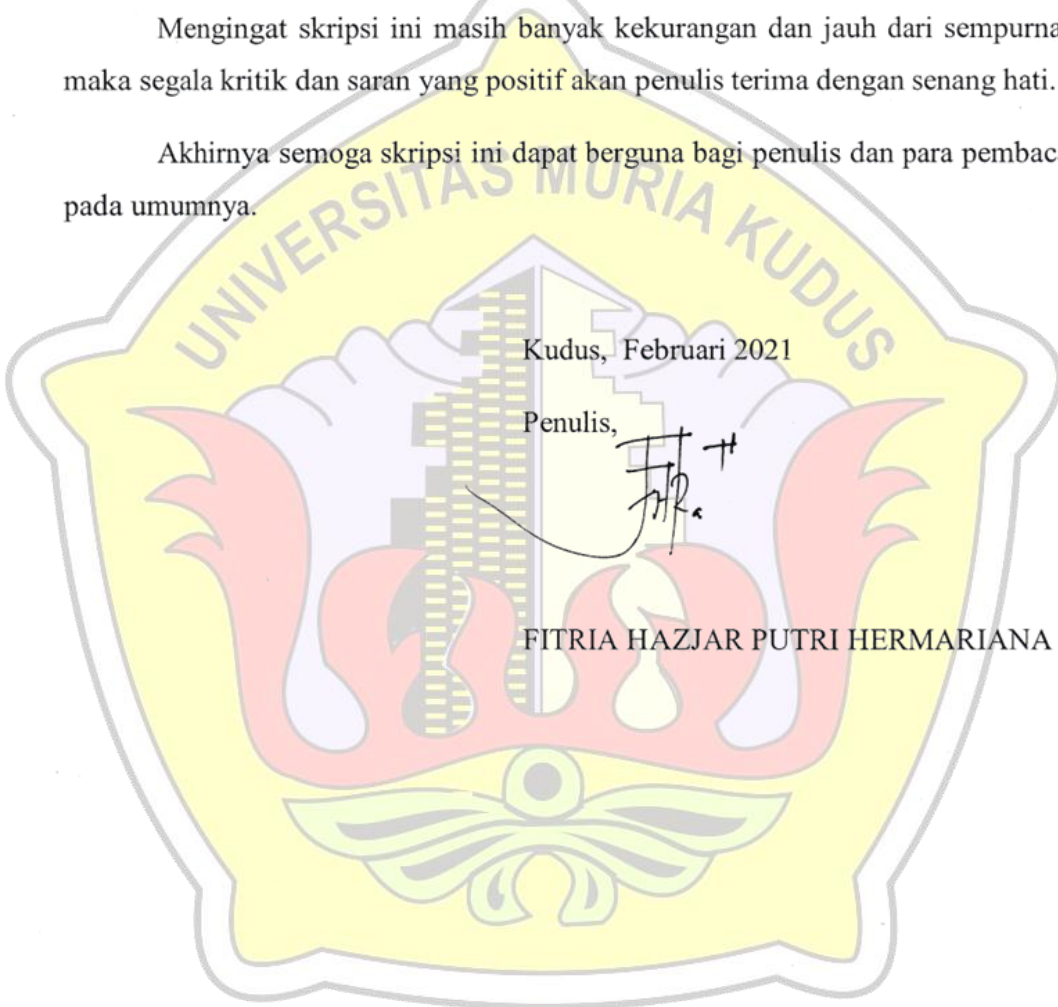 Mengingat skripsi ini masih banyak kekurangan dan jauh dari sempurna
maka segala kritik dan saran yang positif akan penulis terima dengan senang hati.
Akhirnya semoga skripsi ini dapat berguna bagi penulis dan para pembac
pada umumnya.
UNIVERSITAS MURIA KUDUS
Kudus, Februari 2021
Penulis,
FITRIA HAZJAR PUTRI HERMARIANA